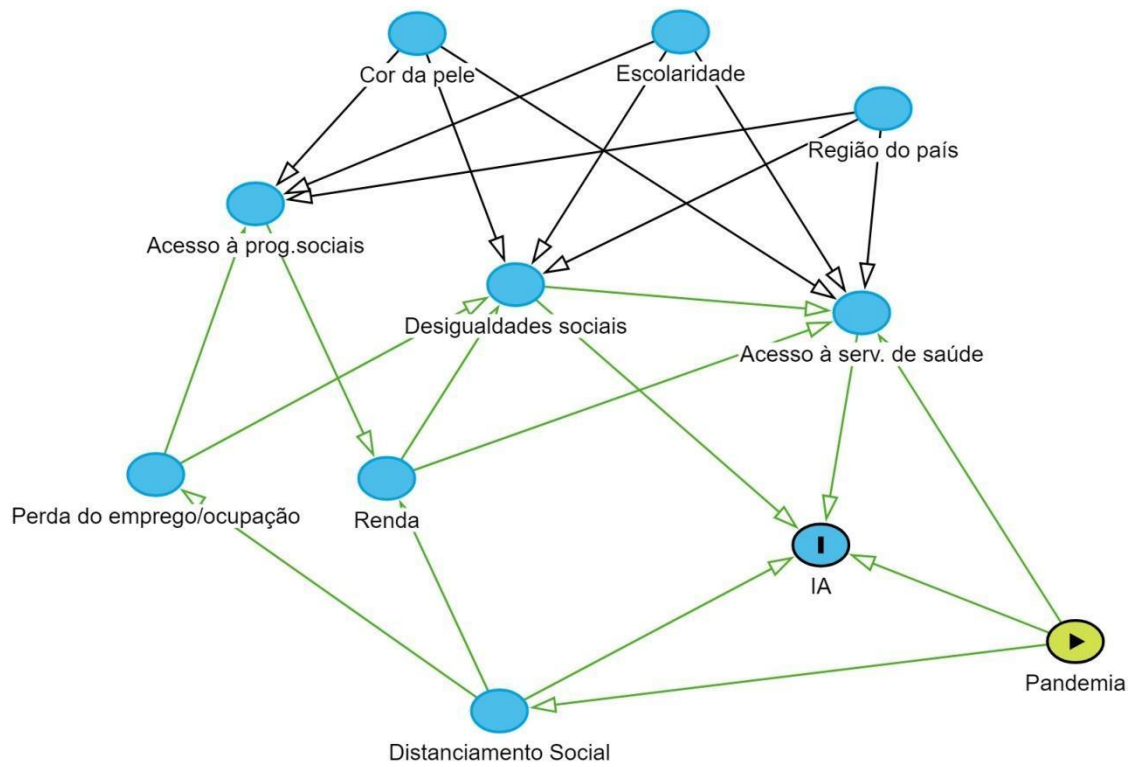 Cor da pele
Escolaridade
Região do país
Acesso à prog.sociais
Desigualdades sociais
Acesso à serv. de saúde
Perda do emprego/ocupação
Renda
IA
Pandemia
Distanciamento Social